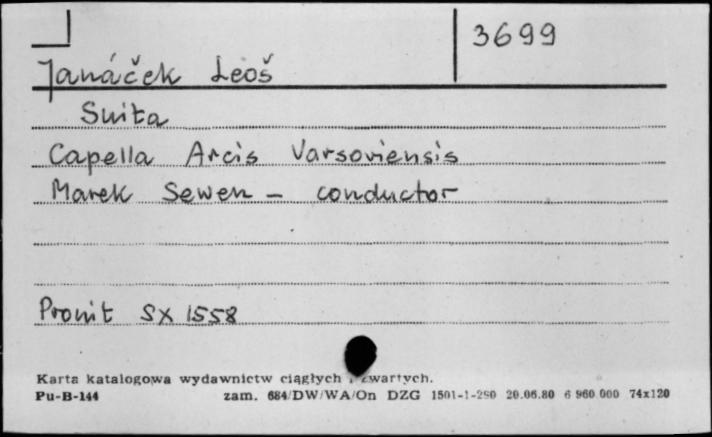 3699
Janáček Leoš
Suita
Capella Arcis Varsoviensis
Marek Sewen - conductor
Pronit SX 1558
Karta katalogowa wydawnictw ciągłych i zwartych.
Pu-B-144 zam. 684/DW/WA/On DZG 1501-1-290 20.06.80 6 960 000 74x120